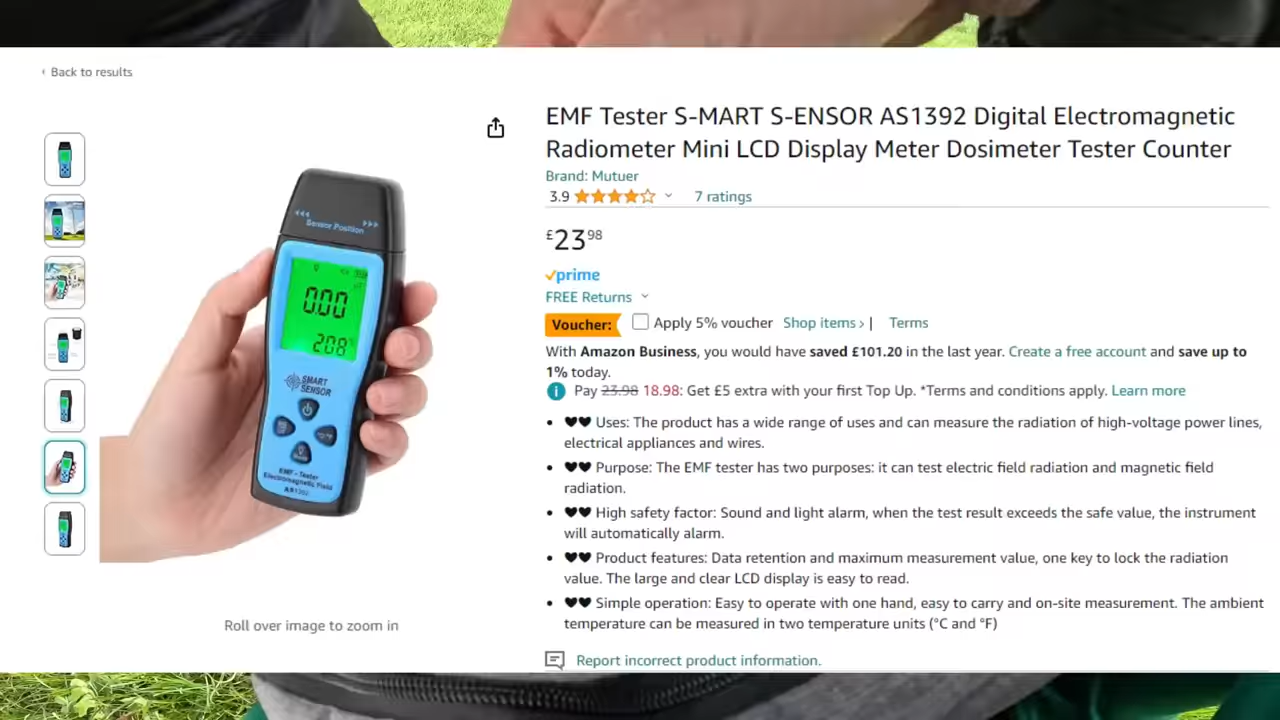 ‹ Back to results
EMF Tester S-MART S-ENSOR AS1392 Digital Electromagnetic
Radiometer Mini LCD Display Meter Dosimeter Tester Counter
Brand: Mutuer
3.9 7 ratings
£23 98
prime
FREE Returns
Voucher: Apply 5% voucher Shop items › | Terms
With Amazon Business, you would have saved £101.20 in the last year. Create a free account and save up to
1% today.
i Pay 23.98 18.98: Get £5 extra with your first Top Up. *Terms and conditions apply. Learn more
• ♥♥ Uses: The product has a wide range of uses and can measure the radiation of high-voltage power lines,
electrical appliances and wires.
• ♥♥ Purpose: The EMF tester has two purposes: it can test electric field radiation and magnetic field
radiation.
• ♥♥ High safety factor: Sound and light alarm, when the test result exceeds the safe value, the instrument
will automatically alarm.
• ♥♥ Product features: Data retention and maximum measurement value, one key to lock the radiation
value. The large and clear LCD display is easy to read.
• ♥♥ Simple operation: Easy to operate with one hand, easy to carry and on-site measurement. The ambient
temperature can be measured in two temperature units (°C and °F)
Report incorrect product information.
Sensor Position
0.00
208
SMART
SENSOR
EMF - Tester
Electromagnetic Field
AS1392
Roll over image to zoom in